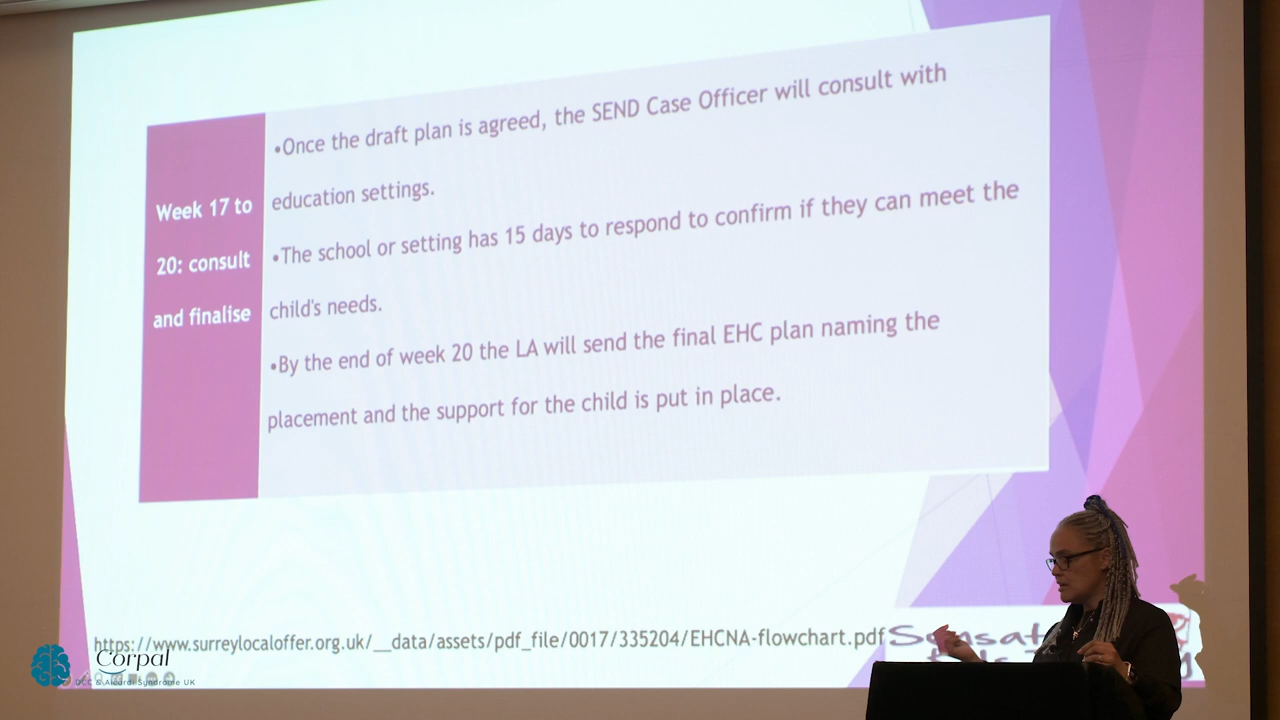 Week 17 to
20: consult
and finalise
•Once the draft plan is agreed, the SEND Case Officer will consult with
education settings.
•The school or setting has 15 days to respond to confirm if they can meet the
child's needs.
•By the end of week 20 the LA will send the final EHC plan naming the
placement and the support for the child is put in place.
https://www.surreylocaloffer.org.uk/__data/assets/pdf_file/0017/335204/EHCNA-flowchart.pdf
Corpal
DCC & Aicardi Syndrome UK